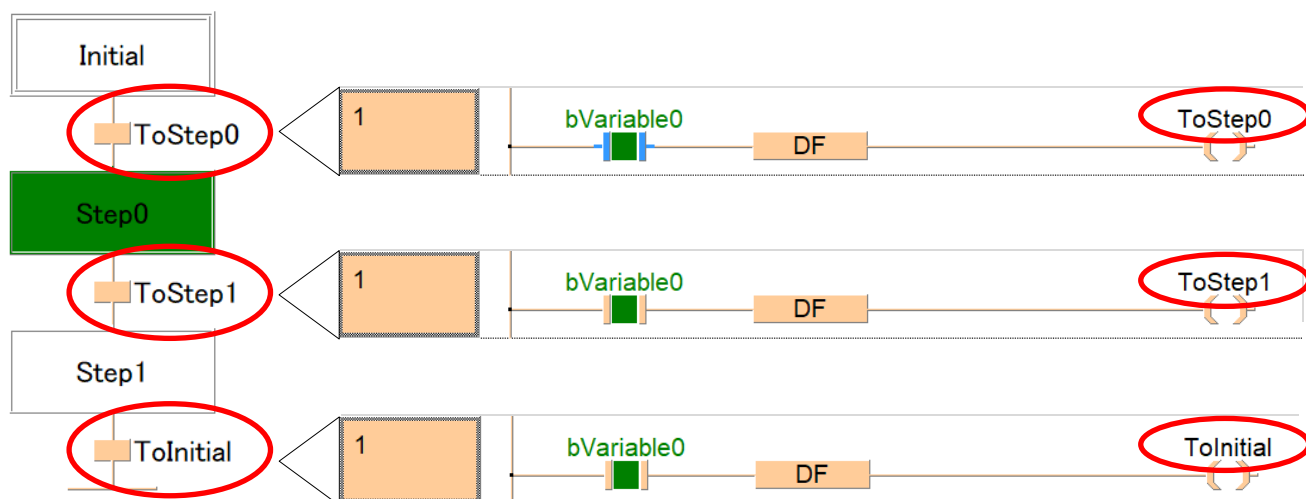 Initial
ToStep0
1
bVariable0
DF
ToStep0
Step0
ToStep1
1
bVariable0
DF
ToStep1
Step1
ToInitial
1
bVariable0
DF
ToInitial